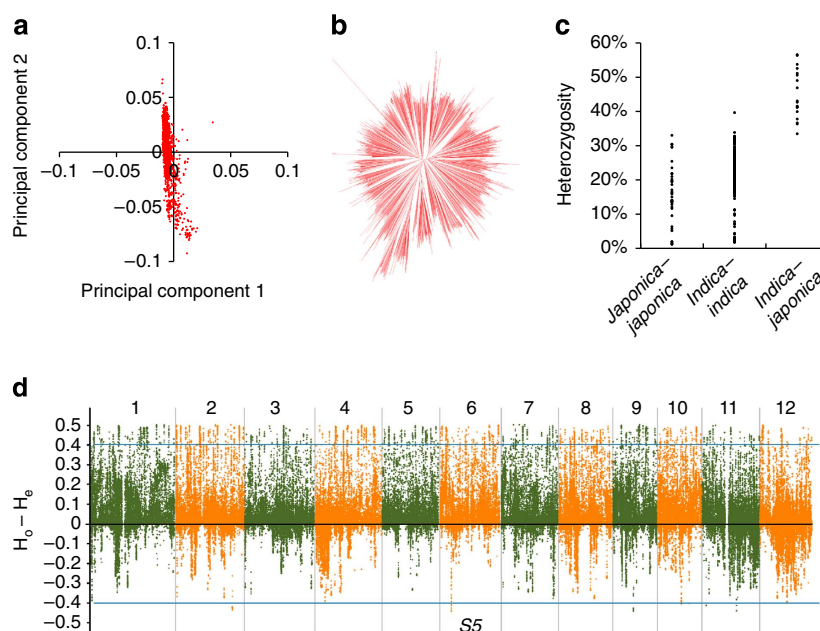 a
Principal component 2
0.1
0.05
0
−0.05
−0.1
−0.1
−0.05
0
0.05
0.1
Principal component 1
b
c
Heterozygosity
60%
50%
40%
30%
20%
10%
0%
Japonica–
japonica
Indica–
indica
Indica–
japonica
d
1 2 3 4 5 6 7 8 9 10 11 12
Ho – He
0.5
0.4
0.3
0.2
0.1
0
−0.1
−0.2
−0.3
−0.4
−0.5
S5